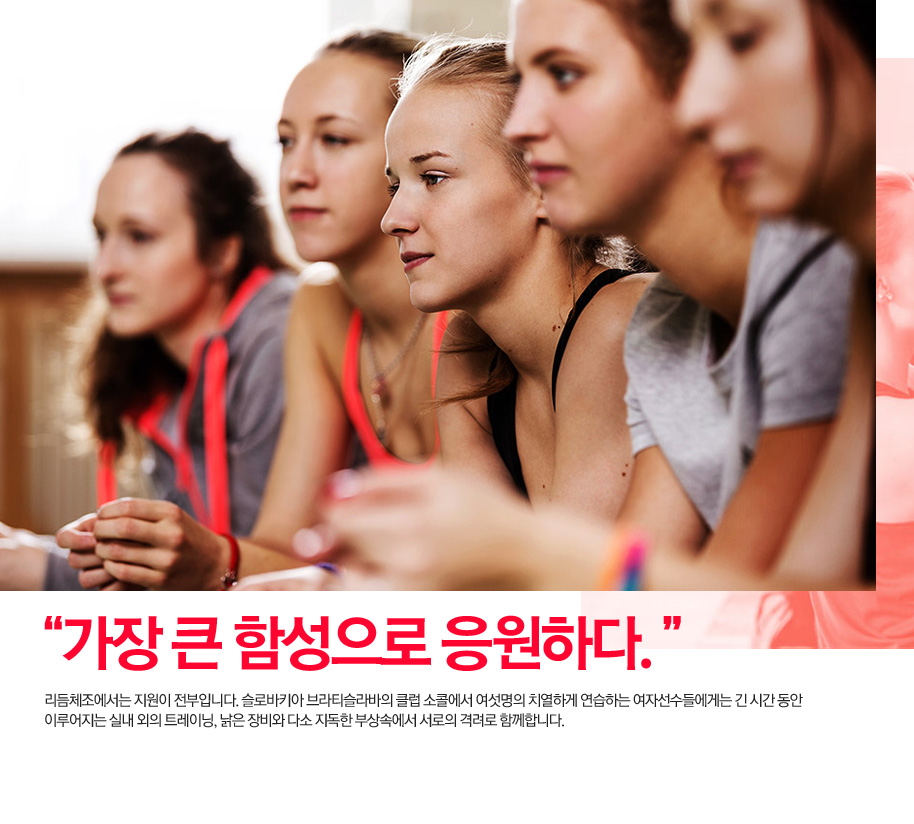 “가장 큰 함성으로 응원하다. ”
리듬체조에서는 지원이 전부입니다. 슬로바키아 브라티슬라바의 클럽 소콜에서 여섯명의 치열하게 연습하는 여자선수들에게는 긴 시간 동안
이루어지는 실내 외의 트레이닝, 낡은 장비와 다소 지독한 부상속에서 서로의 격려로 함께합니다.